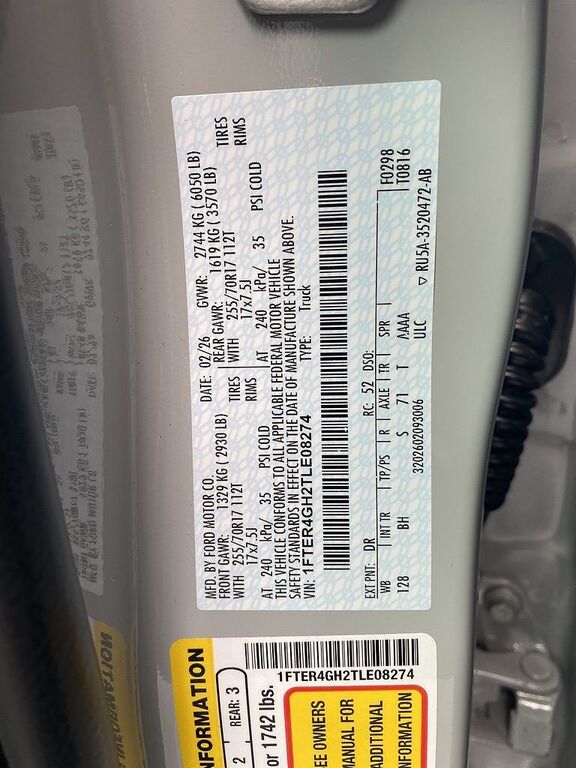 MFD. BY FORD MOTOR CO.
DATE: 02/26 GVWR: 2744 KG ( 6050 LB)
FRONT GAWR: 1329 KG ( 2930 LB)
REAR GAWR: 1619 KG ( 3570 LB)
WITH 255/70R17 112T TIRES
17x7.5J RIMS
AT 240 kPa/ 35 PSI COLD
WITH 255/70R17 112T TIRES
17x7.5J RIMS
AT 240 kPa/ 35 PSI COLD
THIS VEHICLE CONFORMS TO ALL APPLICABLE FEDERAL MOTOR VEHICLE
SAFETY STANDARDS IN EFFECT ON THE DATE OF MANUFACTURE SHOWN ABOVE.
VIN: 1FTER4GH2TLE08274 TYPE: Truck
EXT PNT: DR RC: 52 DSO: F0298
T0816
WB INT TR TP/PS R AXLE TR SPR
128 BH S 71 T AAAA
3202602093006 ULC
▽ RU5A-3520472-AB
1FTER4GH2TLE08274
FORMATION
2 REAR: 3
or 1742 lbs.
EE OWNERS
MANUAL FOR
ADDITIONAL
FORMATION